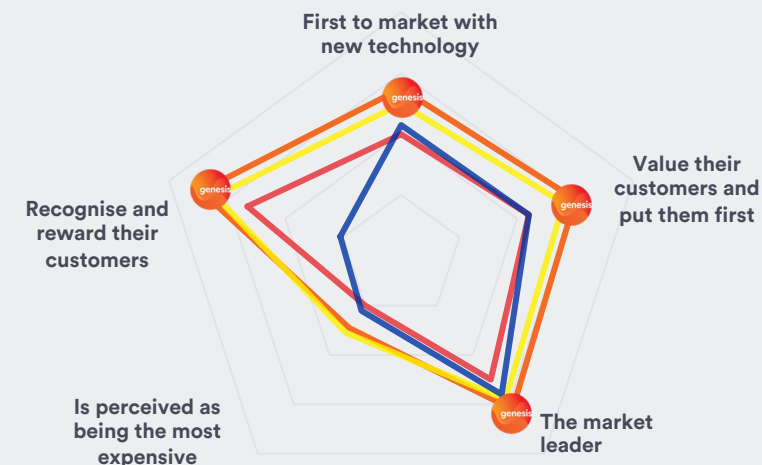 First to market with
new technology
genesis
Value their
customers and
put them first
genesis
genesis
Recognise and
reward their
customers
Is perceived as
being the most
expensive
genesis
The market
leader